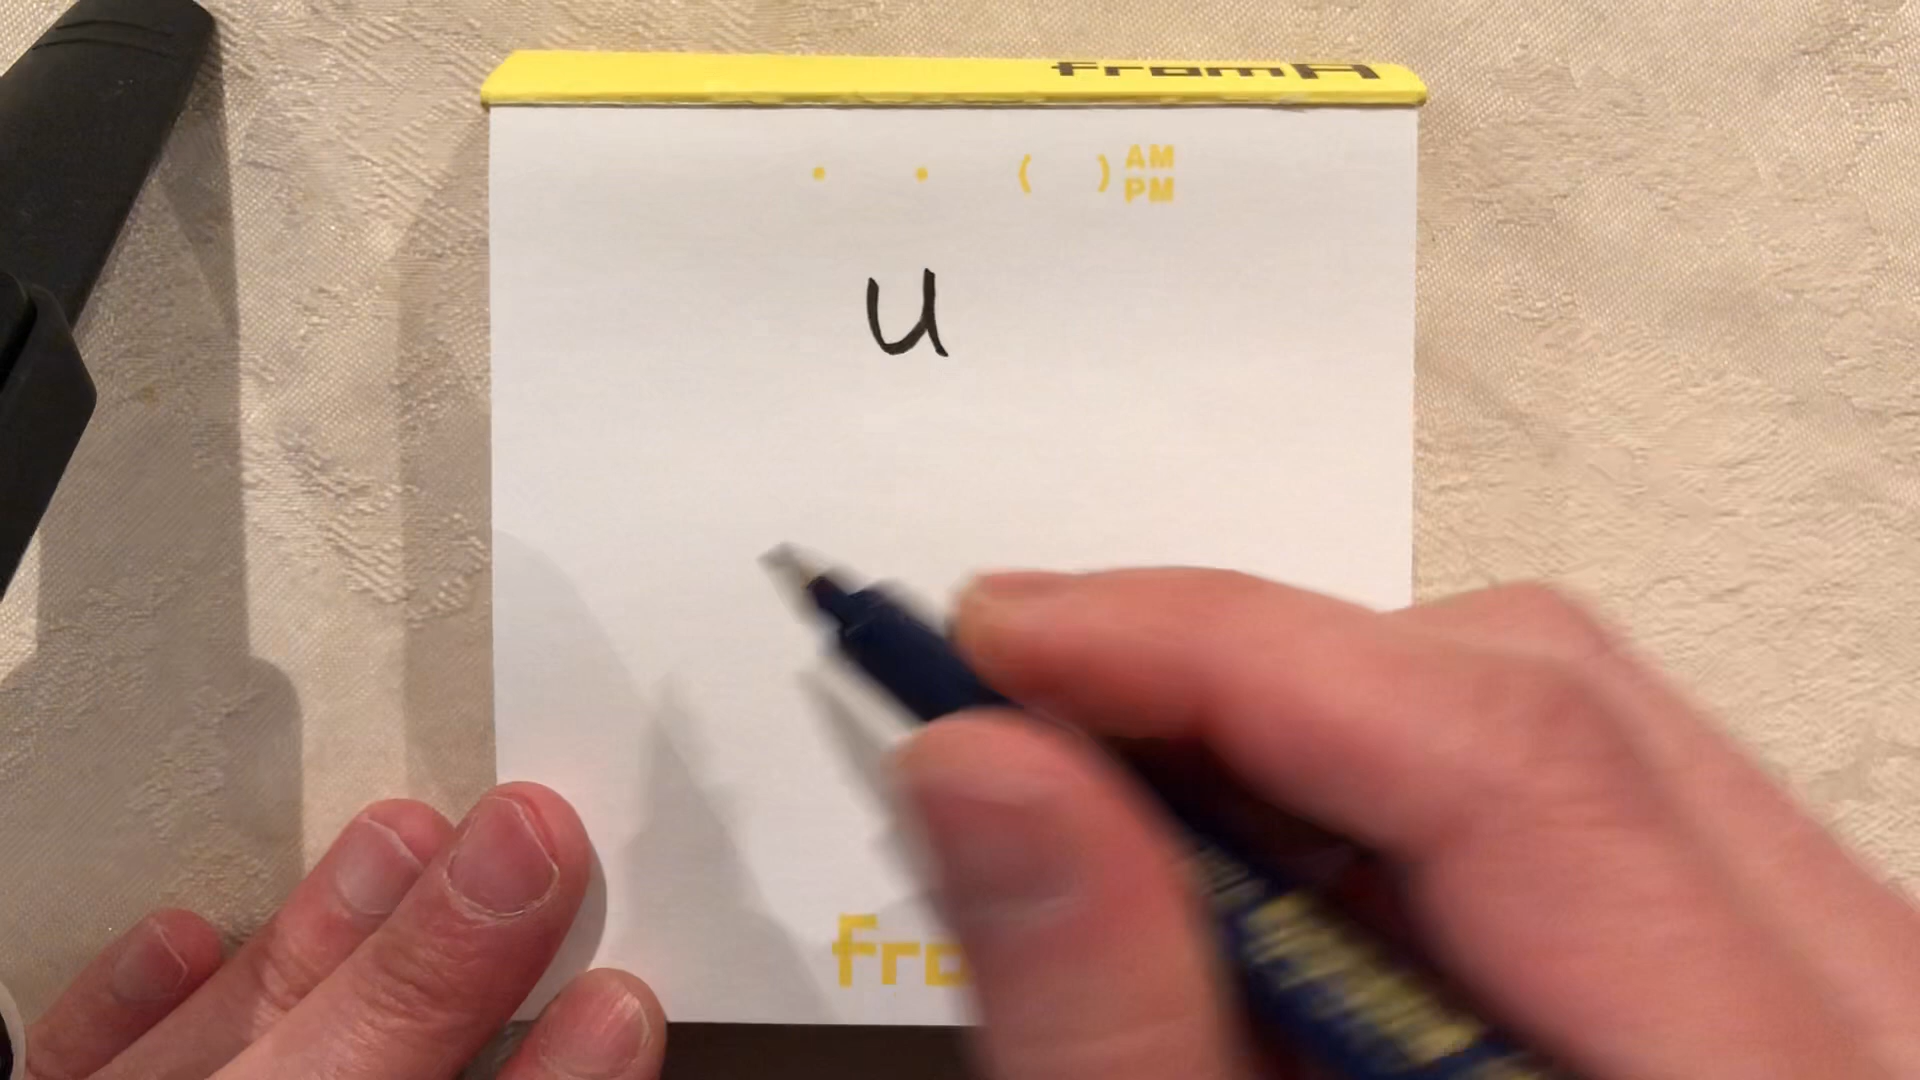 fromA
. . ( ) AM
PM
u
fro